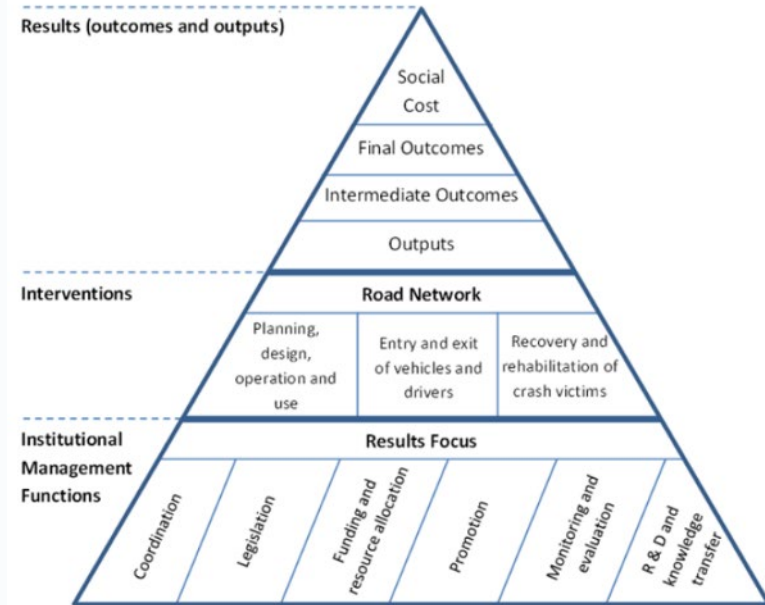 Results (outcomes and outputs)
Social
Cost
Final Outcomes
Intermediate Outcomes
Outputs
Interventions
Road Network
Planning,
design,
operation and
use
Entry and exit
of vehicles and
drivers
Recovery and
rehabilitation of
crash victims
Institutional
Management
Functions
Results Focus
Coordination
Legislation
Funding and
resource allocation
Promotion
Monitoring and
evaluation
R & D and
knowledge
transfer